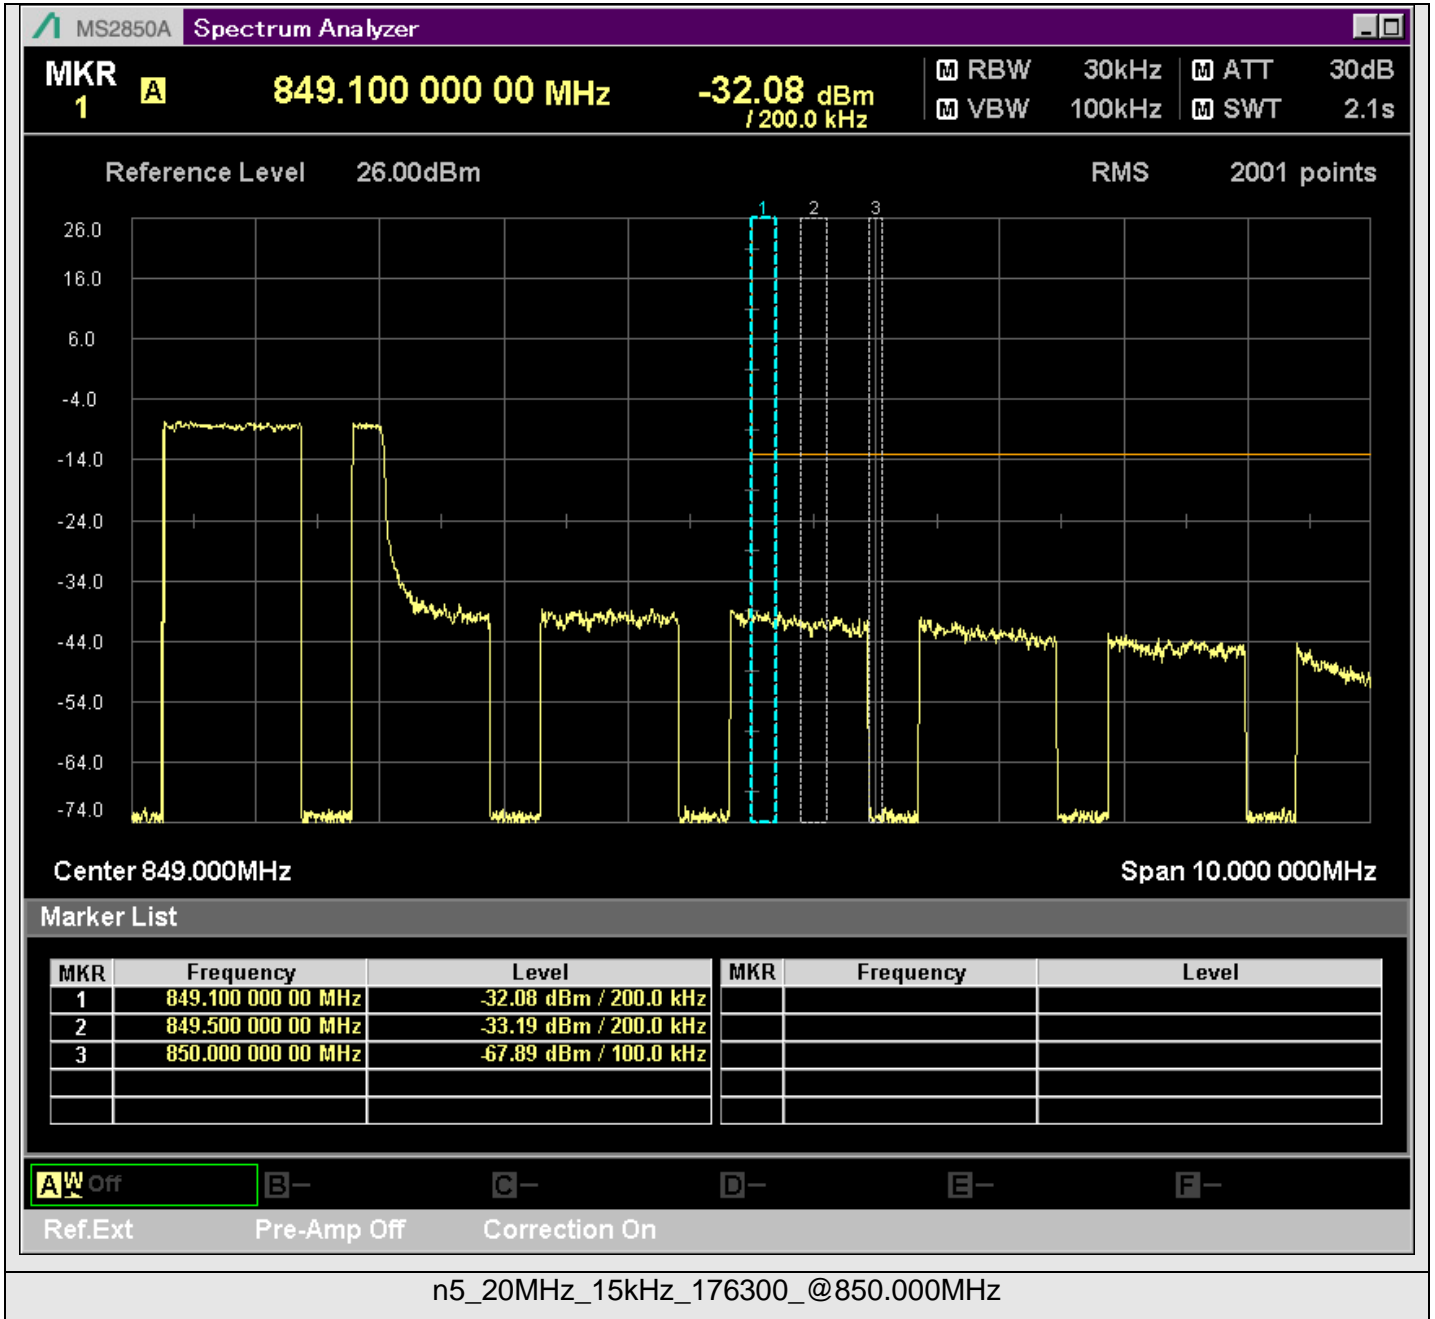 MS2850A Spectrum Analyzer
MKR 1 A 849.100 000 00 MHz -32.08 dBm / 200.0 kHz
M RBW 30kHz M ATT 30dB
M VBW 100kHz M SWT 2.1s
Reference Level 26.00dBm RMS 2001 points
1 2 3
26.0
16.0
6.0
-4.0
-14.0
-24.0
-34.0
-44.0
-54.0
-64.0
-74.0
Center 849.000MHz Span 10.000 000MHz
Marker List
MKR Frequency Level MKR Frequency Level
1 849.100 000 00 MHz -32.08 dBm / 200.0 kHz
2 849.500 000 00 MHz -33.19 dBm / 200.0 kHz
3 850.000 000 00 MHz -67.89 dBm / 100.0 kHz
A W Off B - C - D - E - F -
Ref.Ext Pre-Amp Off Correction On
n5_20MHz_15kHz_176300_@850.000MHz